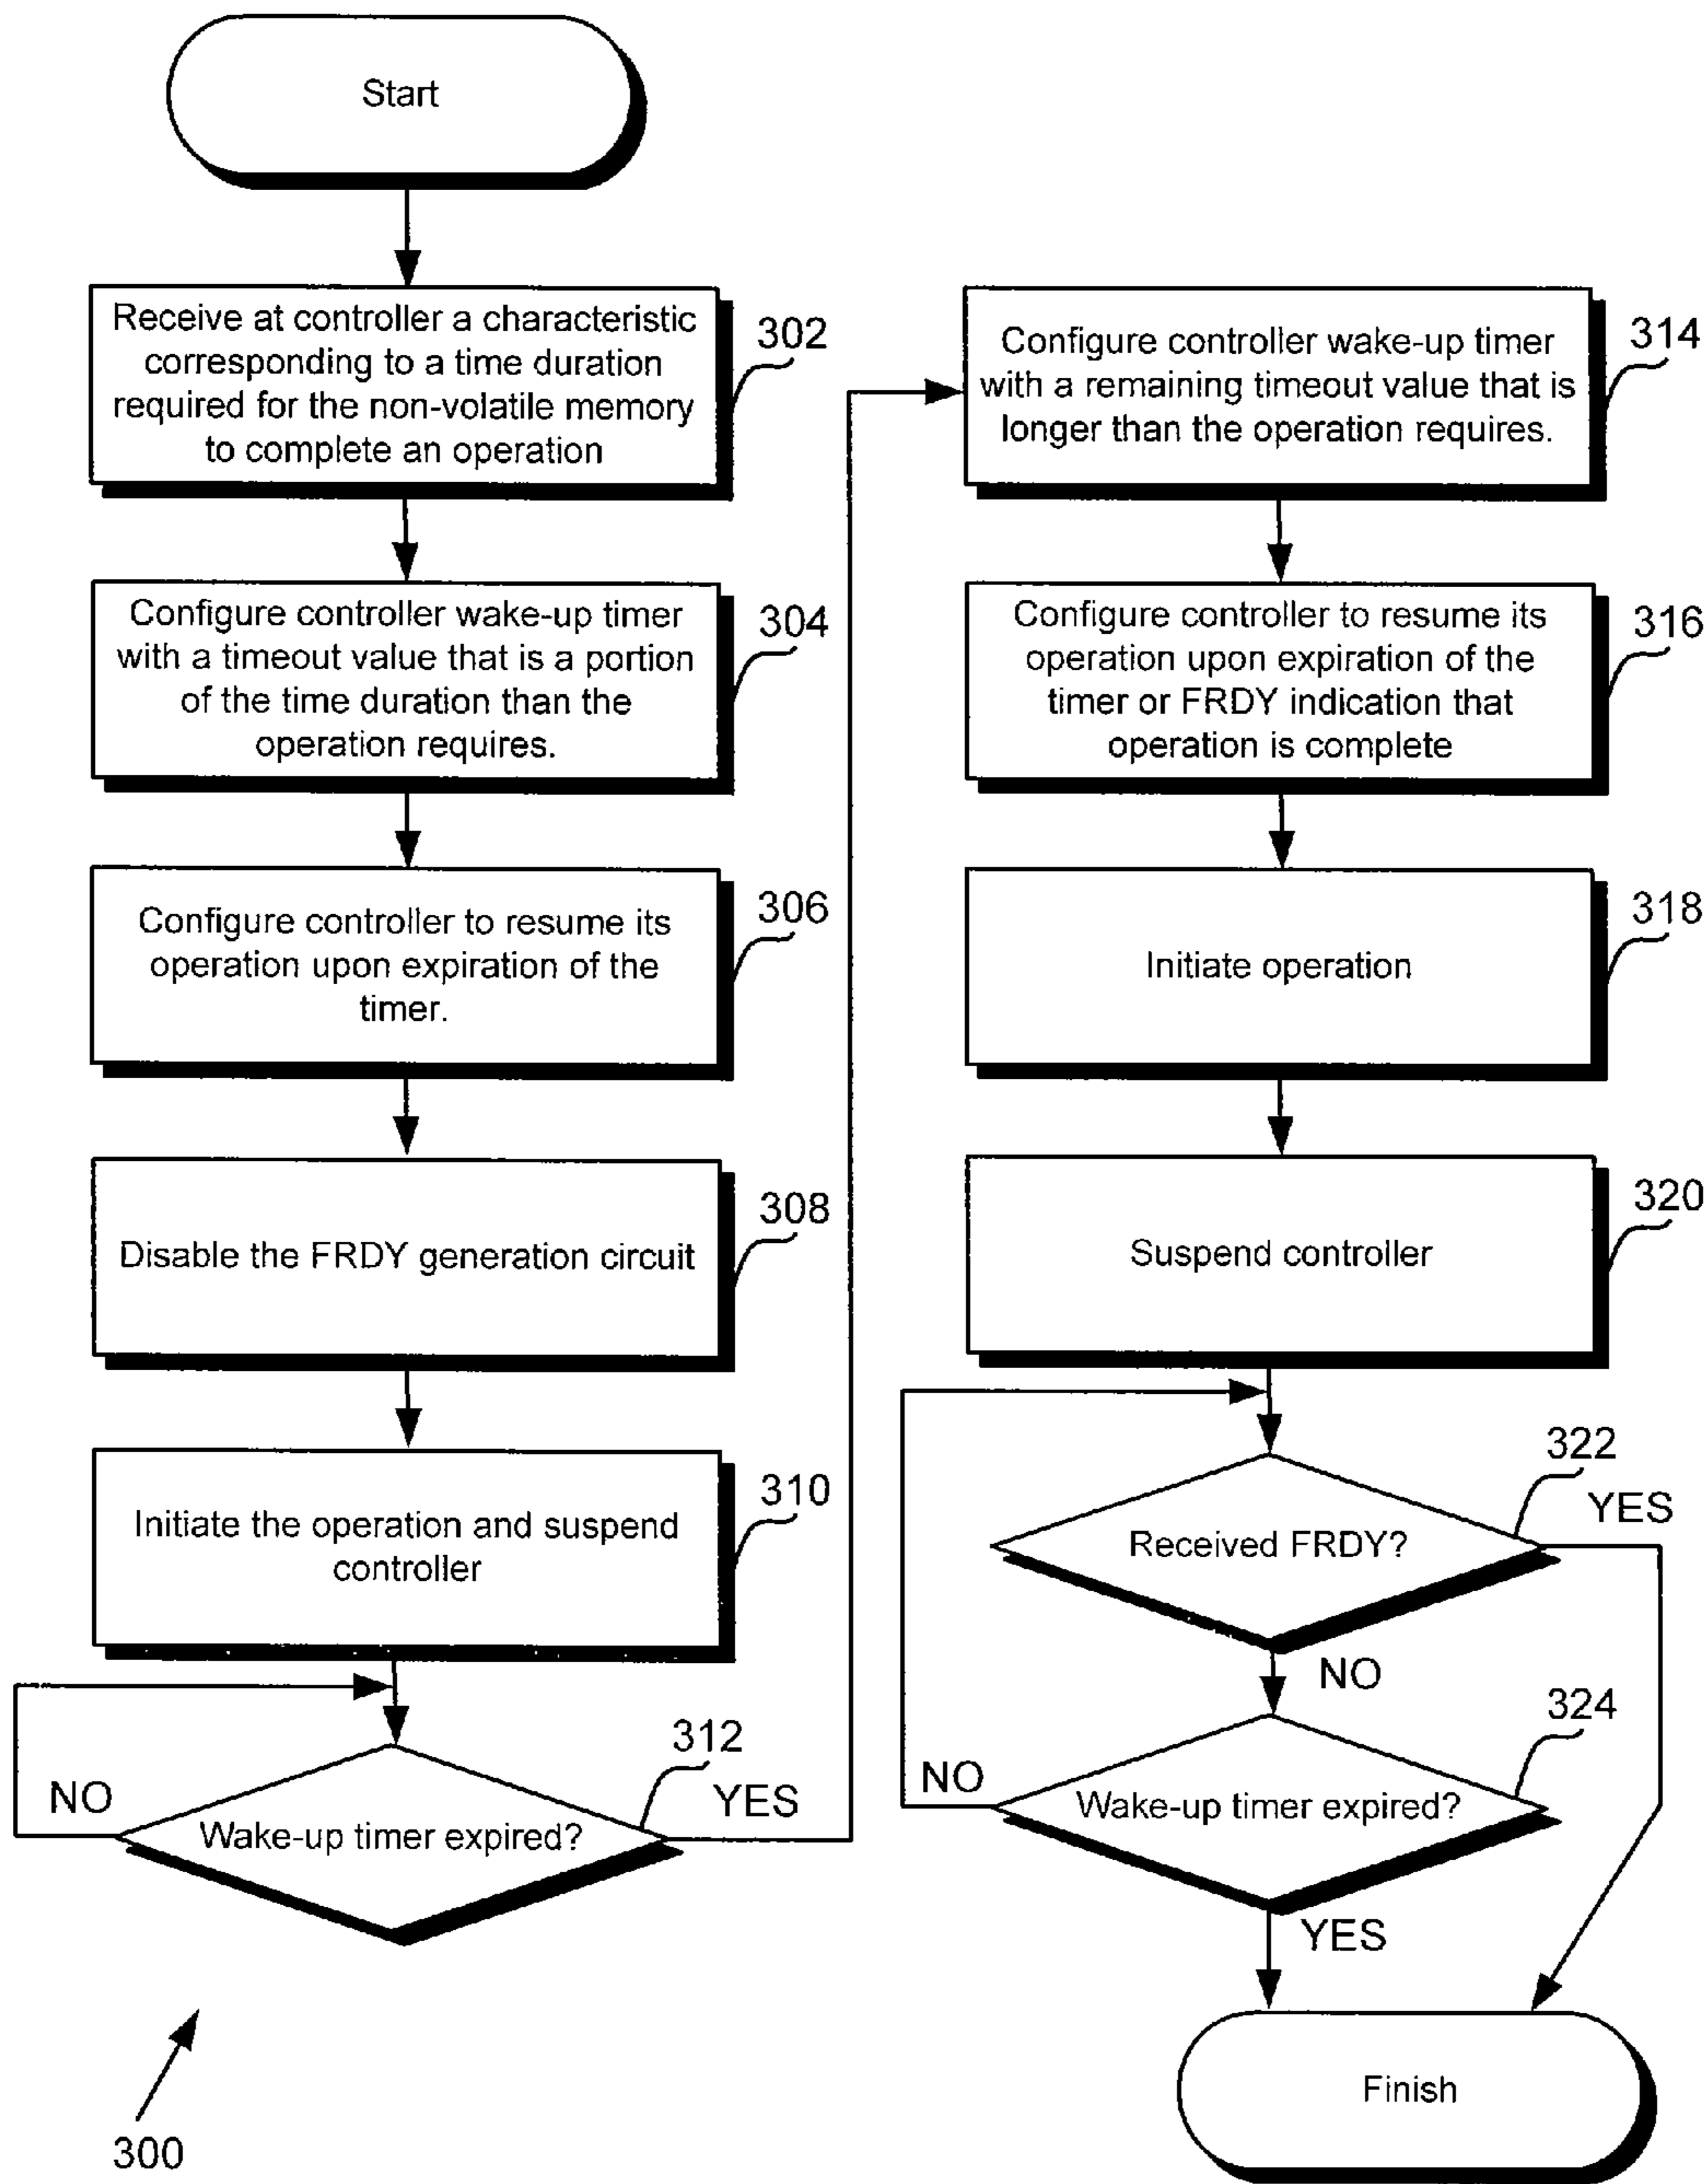 Start
Receive at controller a characteristic
corresponding to a time duration
required for the non-volatile memory
to complete an operation
302
Configure controller wake-up timer
with a timeout value that is a portion
of the time duration than the
operation requires.
304
Configure controller to resume its
operation upon expiration of the
timer.
306
Disable the FRDY generation circuit
308
Initiate the operation and suspend
controller
310
Wake-up timer expired?
312
NO
YES
Configure controller wake-up timer
with a remaining timeout value that is
longer than the operation requires.
314
Configure controller to resume its
operation upon expiration of the
timer or FRDY indication that
operation is complete
316
Initiate operation
318
Suspend controller
320
Received FRDY?
322
YES
NO
Wake-up timer expired?
324
NO
YES
Finish
300